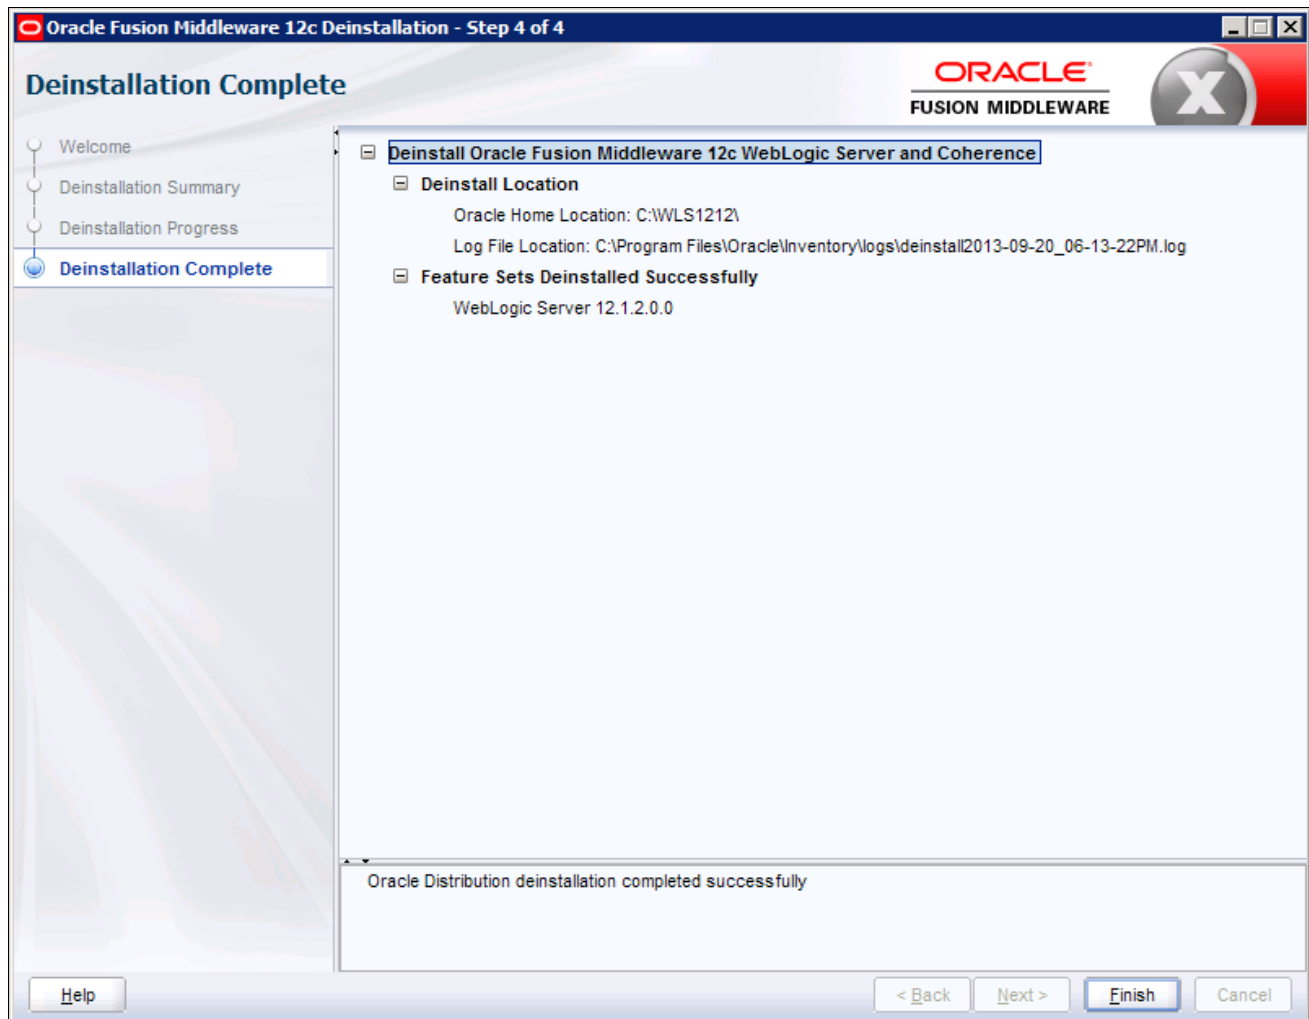 Oracle Fusion Middleware 12c Deinstallation - Step 4 of 4
Deinstallation Complete
ORACLE
FUSION MIDDLEWARE
Welcome
Deinstallation Summary
Deinstallation Progress
Deinstallation Complete
Deinstall Oracle Fusion Middleware 12c WebLogic Server and Coherence
Deinstall Location
Oracle Home Location: C:\WLS1212\
Log File Location: C:\Program Files\Oracle\Inventory\logs\deinstall2013-09-20_06-13-22PM.log
Feature Sets Deinstalled Successfully
WebLogic Server 12.1.2.0.0
Oracle Distribution deinstallation completed successfully
Help
< Back
Next >
Finish
Cancel